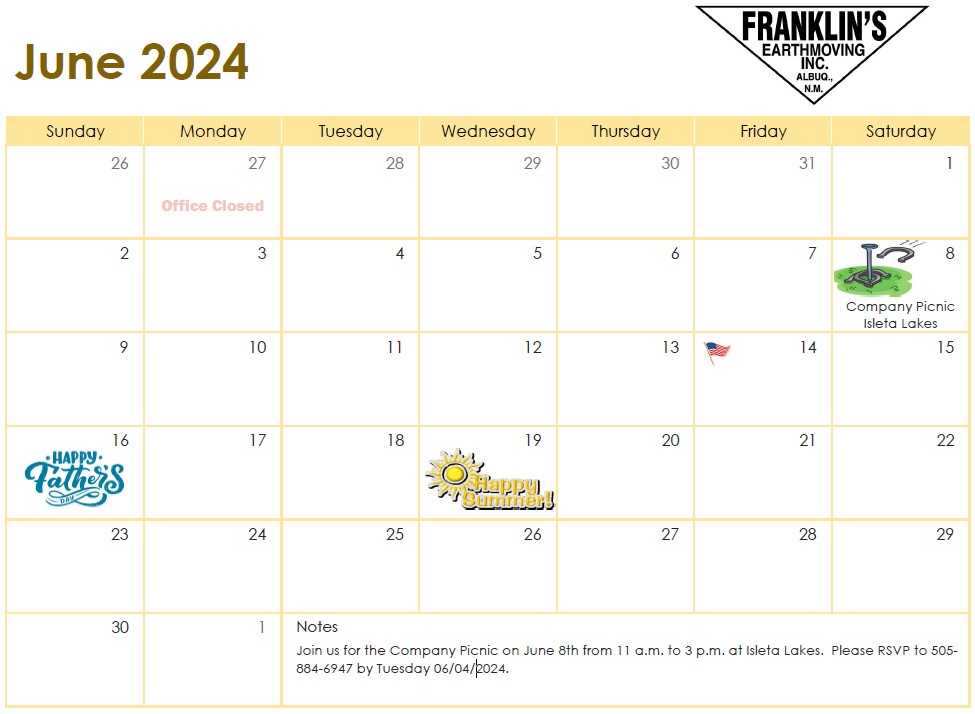 FRANKLIN'S
EARTHMOVING
INC.
ALBUQ.,
N.M.
June 2024
Sunday Monday Tuesday Wednesday Thursday Friday Saturday
26 27 28 29 30 31 1
Office Closed
2 3 4 5 6 7 8
Company Picnic
Isleta Lakes
9 10 11 12 13 14 15
16 17 18 19 20 21 22
HAPPY
Father's
DAY
Happy
Summer!
23 24 25 26 27 28 29
30 1 Notes
Join us for the Company Picnic on June 8th from 11 a.m. to 3 p.m. at Isleta Lakes. Please RSVP to 505-
884-6947 by Tuesday 06/04/2024.